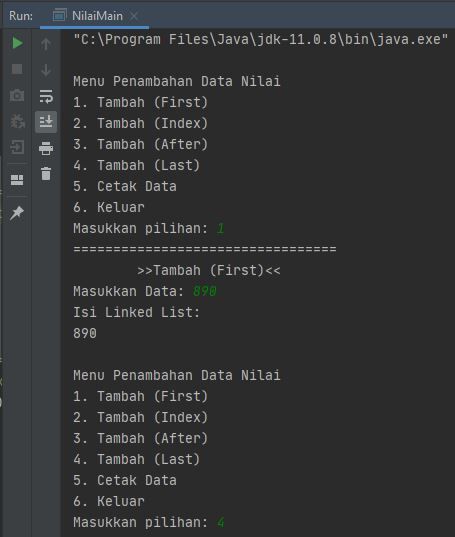 Run: NilaiMain
"C:\Program Files\Java\jdk-11.0.8\bin\java.exe"
Menu Penambahan Data Nilai
1. Tambah (First)
2. Tambah (Index)
3. Tambah (After)
4. Tambah (Last)
5. Cetak Data
6. Keluar
Masukkan pilihan: 1
=================================
>>Tambah (First)<<
Masukkan Data: 890
Isi Linked List:
890
Menu Penambahan Data Nilai
1. Tambah (First)
2. Tambah (Index)
3. Tambah (After)
4. Tambah (Last)
5. Cetak Data
6. Keluar
Masukkan pilihan: 4